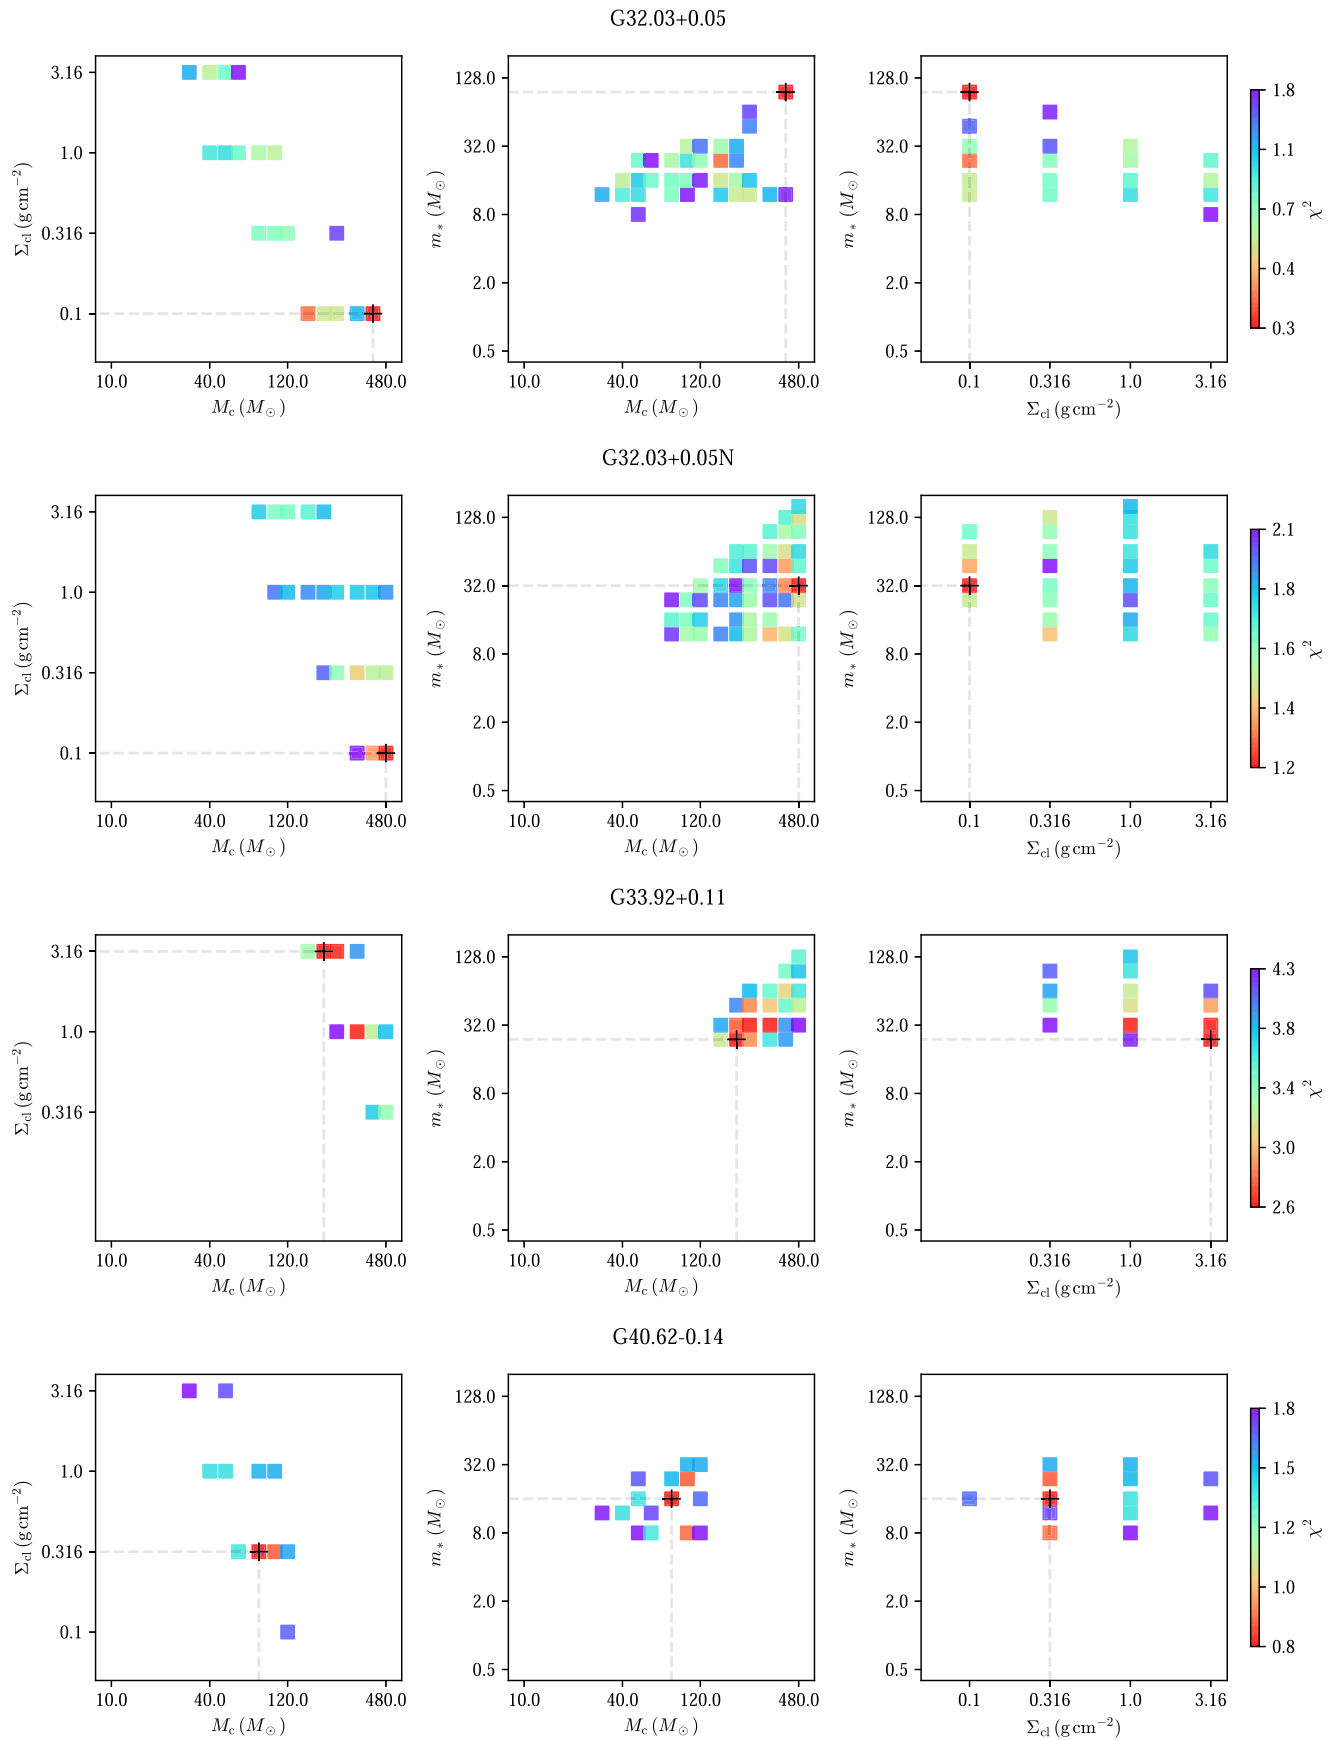 G32.03+0.05
3.16
1.0
0.316
0.1
Σcl (g cm−2)
10.0 40.0 120.0 480.0
Mc (M⊙)
128.0
32.0
8.0
2.0
0.5
m* (M⊙)
10.0 40.0 120.0 480.0
Mc (M⊙)
128.0
32.0
8.0
2.0
0.5
m* (M⊙)
0.1 0.316 1.0 3.16
Σcl (g cm−2)
1.8
1.1
0.7
0.4
0.3
χ2
G32.03+0.05N
3.16
1.0
0.316
0.1
Σcl (g cm−2)
10.0 40.0 120.0 480.0
Mc (M⊙)
128.0
32.0
8.0
2.0
0.5
m* (M⊙)
10.0 40.0 120.0 480.0
Mc (M⊙)
128.0
32.0
8.0
2.0
0.5
m* (M⊙)
0.1 0.316 1.0 3.16
Σcl (g cm−2)
2.1
1.8
1.6
1.4
1.2
χ2
G33.92+0.11
3.16
1.0
0.316
Σcl (g cm−2)
10.0 40.0 120.0 480.0
Mc (M⊙)
128.0
32.0
8.0
2.0
0.5
m* (M⊙)
10.0 40.0 120.0 480.0
Mc (M⊙)
128.0
32.0
8.0
2.0
0.5
m* (M⊙)
0.316 1.0 3.16
Σcl (g cm−2)
4.3
3.8
3.4
3.0
2.6
χ2
G40.62-0.14
3.16
1.0
0.316
0.1
Σcl (g cm−2)
10.0 40.0 120.0 480.0
Mc (M⊙)
128.0
32.0
8.0
2.0
0.5
m* (M⊙)
10.0 40.0 120.0 480.0
Mc (M⊙)
128.0
32.0
8.0
2.0
0.5
m* (M⊙)
0.1 0.316 1.0 3.16
Σcl (g cm−2)
1.8
1.5
1.2
1.0
0.8
χ2